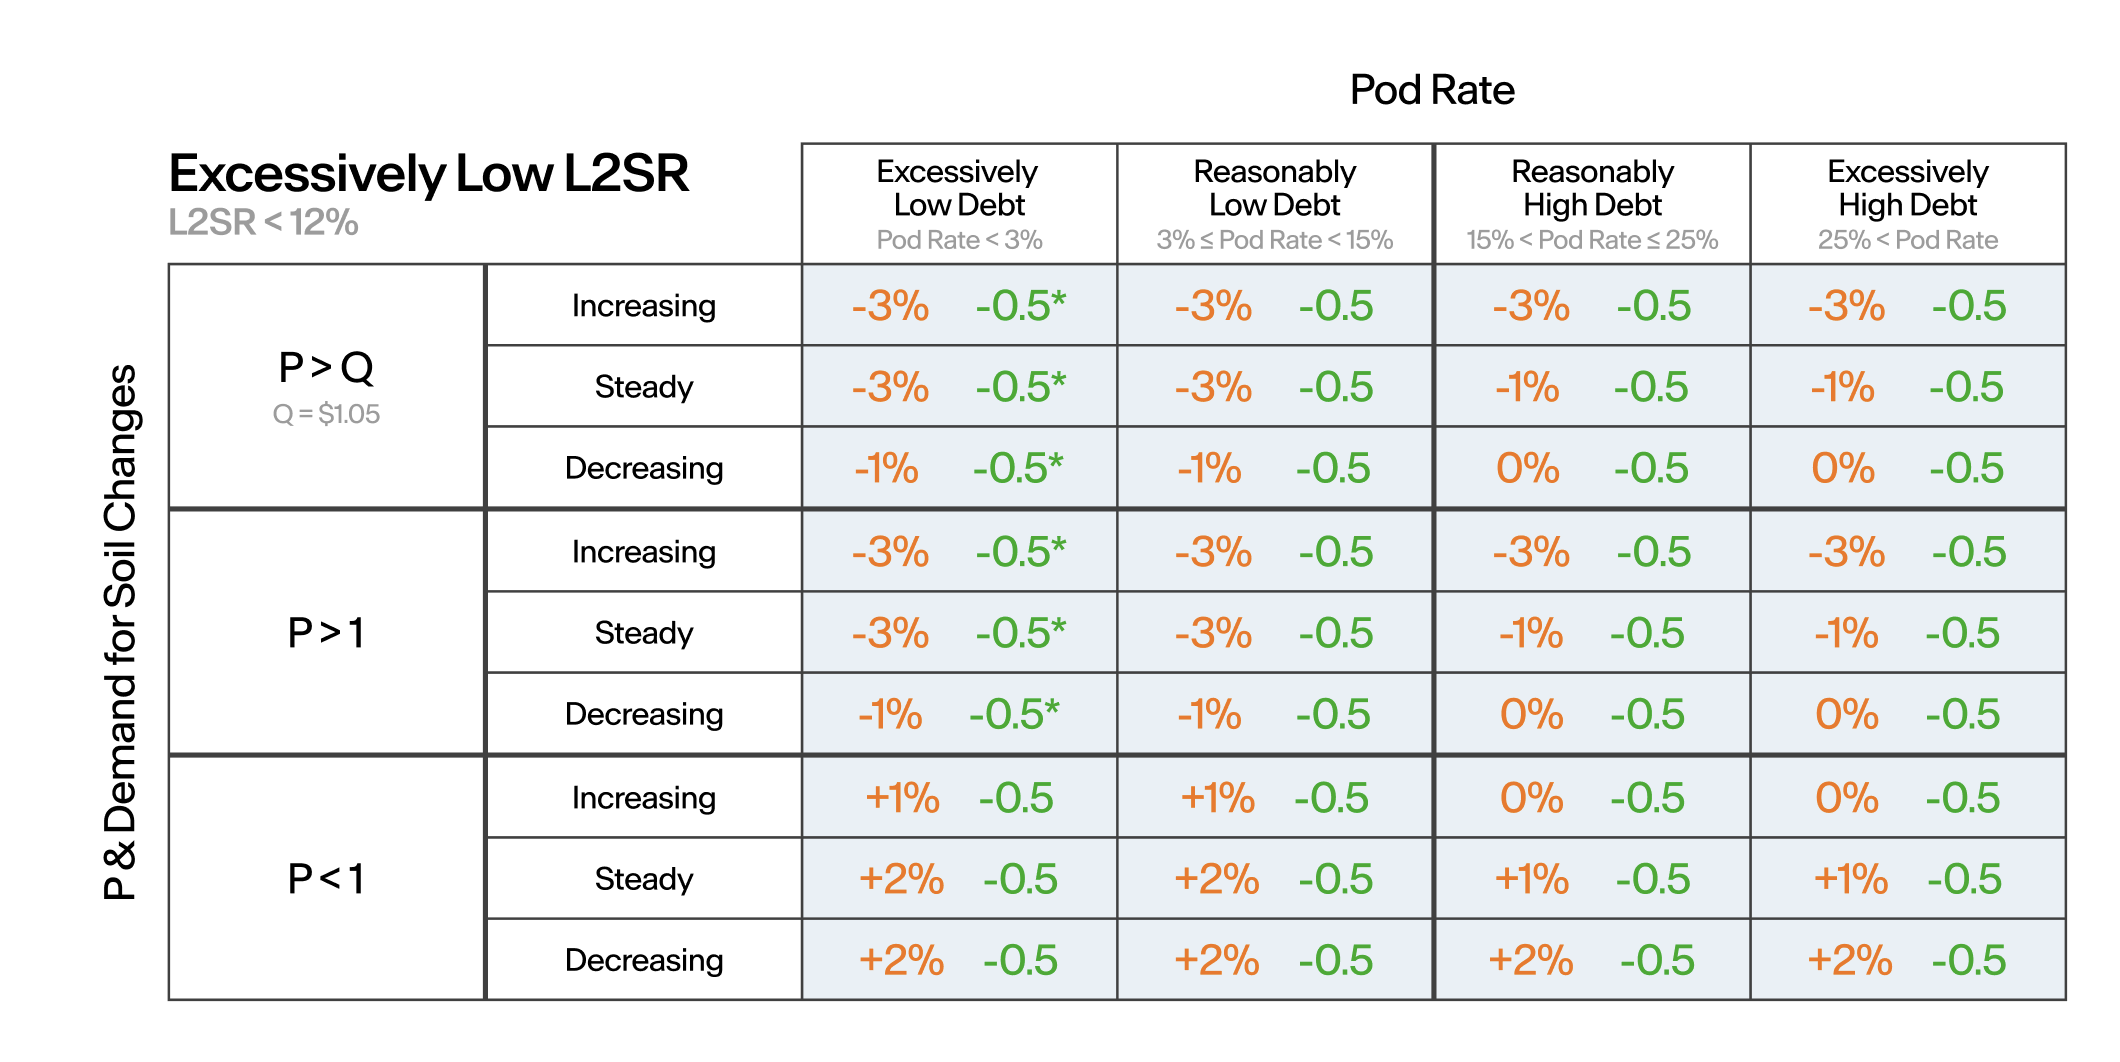 Pod Rate
Excessively Low L2SR
L2SR < 12%
Excessively
Low Debt
Pod Rate < 3%
Reasonably
Low Debt
3% ≤ Pod Rate < 15%
Reasonably
High Debt
15% < Pod Rate ≤ 25%
Excessively
High Debt
25% < Pod Rate
P & Demand for Soil Changes
P > Q
Q = $1.05
Increasing -3% -0.5* -3% -0.5 -3% -0.5 -3% -0.5
Steady -3% -0.5* -3% -0.5 -1% -0.5 -1% -0.5
Decreasing -1% -0.5* -1% -0.5 0% -0.5 0% -0.5
P > 1
Increasing -3% -0.5* -3% -0.5 -3% -0.5 -3% -0.5
Steady -3% -0.5* -3% -0.5 -1% -0.5 -1% -0.5
Decreasing -1% -0.5* -1% -0.5 0% -0.5 0% -0.5
P < 1
Increasing +1% -0.5 +1% -0.5 0% -0.5 0% -0.5
Steady +2% -0.5 +2% -0.5 +1% -0.5 +1% -0.5
Decreasing +2% -0.5 +2% -0.5 +2% -0.5 +2% -0.5